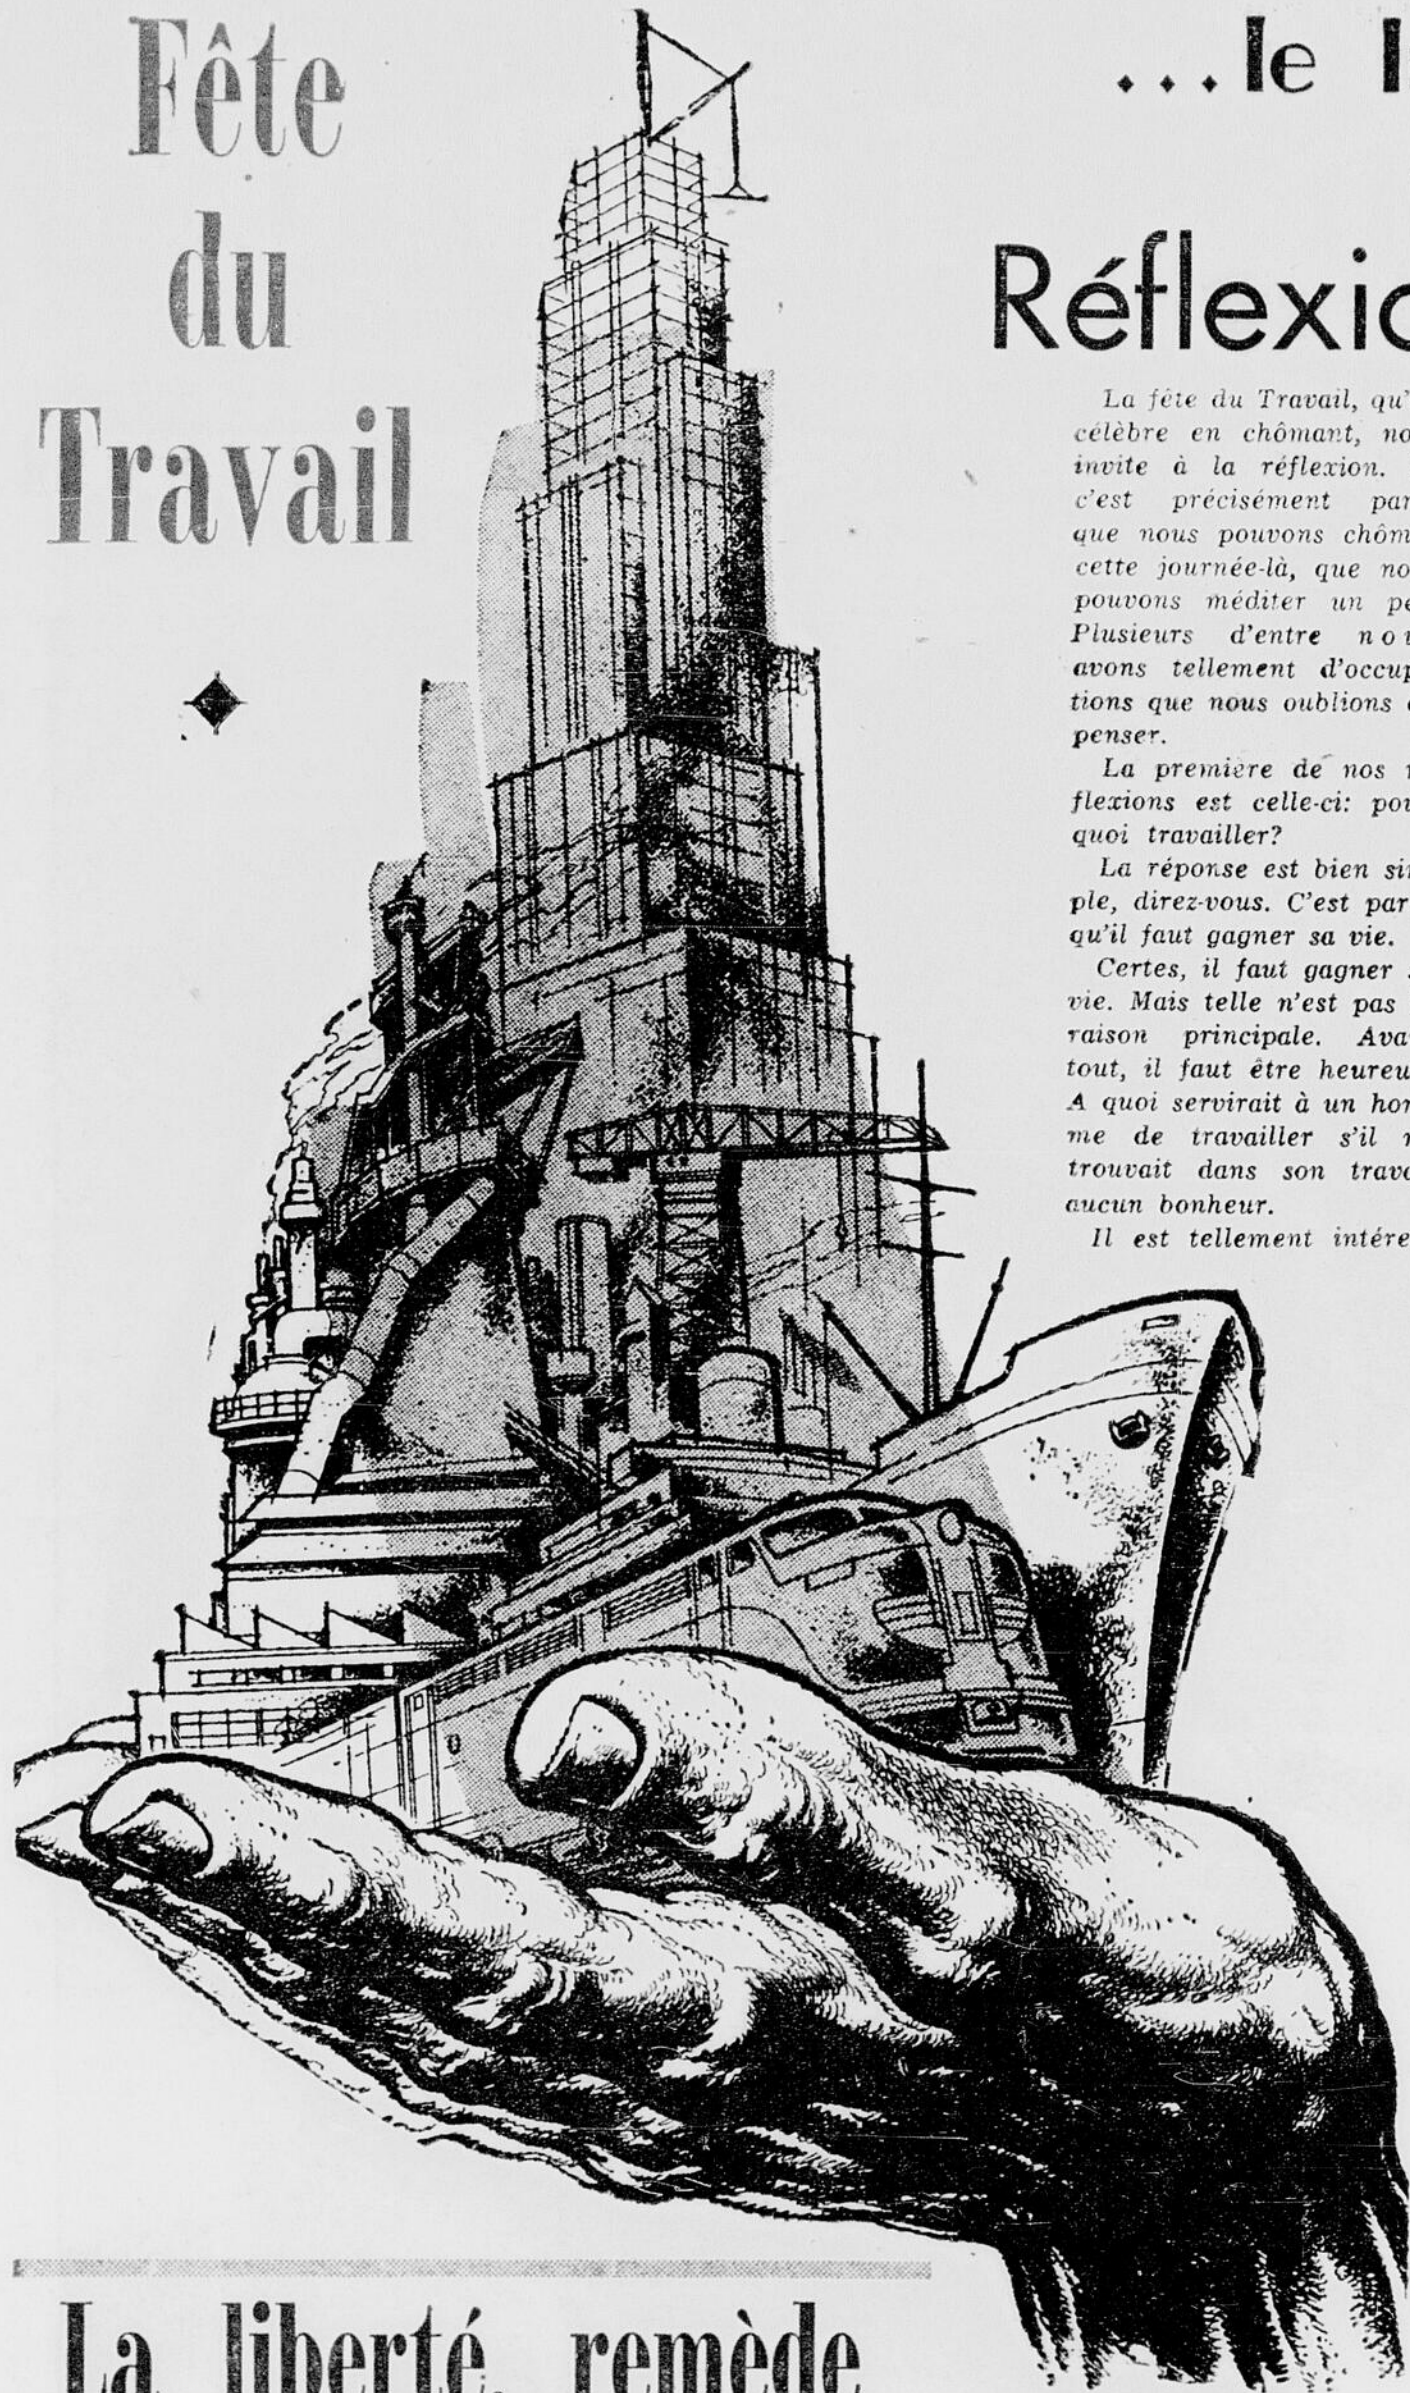 Fête
du
Travail
...le l
Réflexio
La fête du Travail, qu'
célèbre en chômant, no
invite à la réflexion.
c'est précisément par
que nous pouvons chôm
cette journée-là, que no
pouvons méditer un pe
Plusieurs d'entre nou
avons tellement d'occup
tions que nous oublions
penser.
La première de nos r
flexions est celle-ci: pou
quoi travailler?
La réponse est bien sim
ple, direz-vous. C'est par
qu'il faut gagner sa vie.
Certes, il faut gagner
vie. Mais telle n'est pas
raison principale. Ava
tout, il faut être heureu
A quoi servirait à un hom
me de travailler s'il n
trouvait dans son trava
aucun bonheur.
Il est tellement intére
La liberté, remède